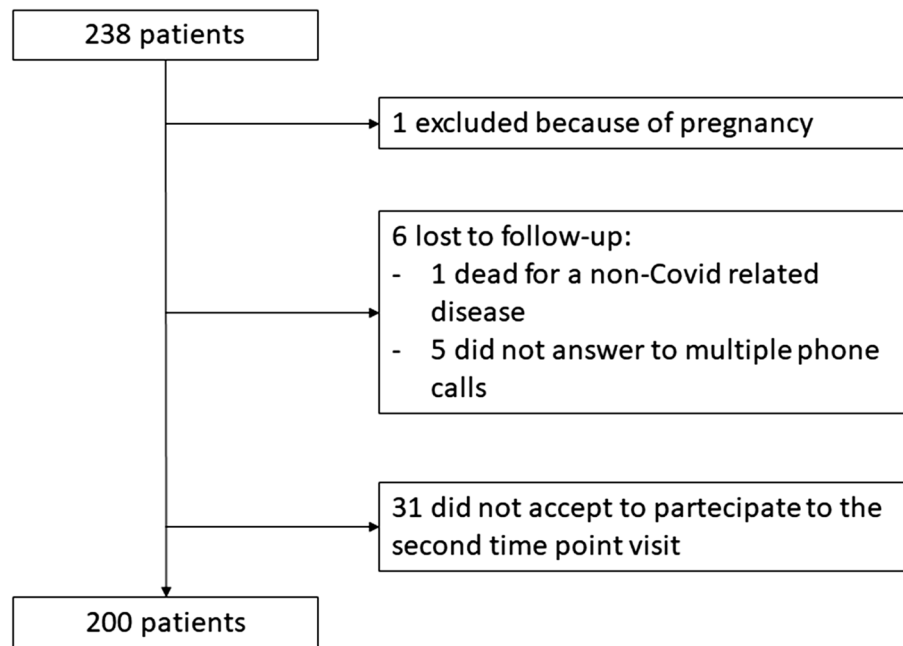 238 patients
1 excluded because of pregnancy
6 lost to follow-up:
- 1 dead for a non-Covid related
disease
- 5 did not answer to multiple phone
calls
31 did not accept to partecipate to the
second time point visit
200 patients